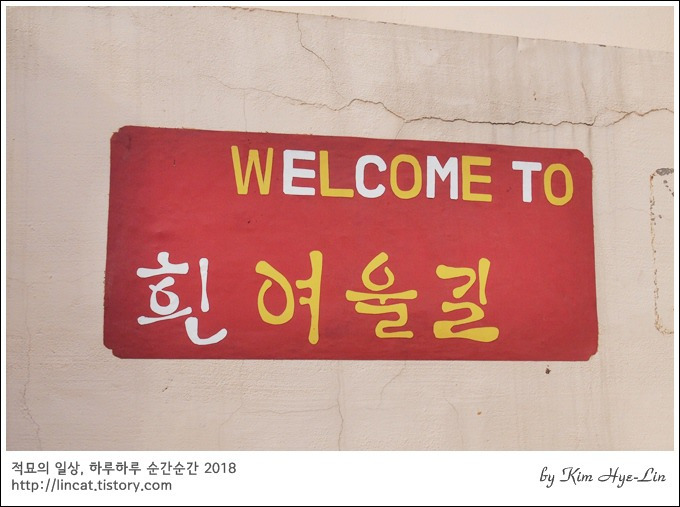 WELCOME TO
흰여울길
적묘의 일상, 하루하루 순간순간 2018
http://lincat.tistory.com
by Kim Hye-Lin